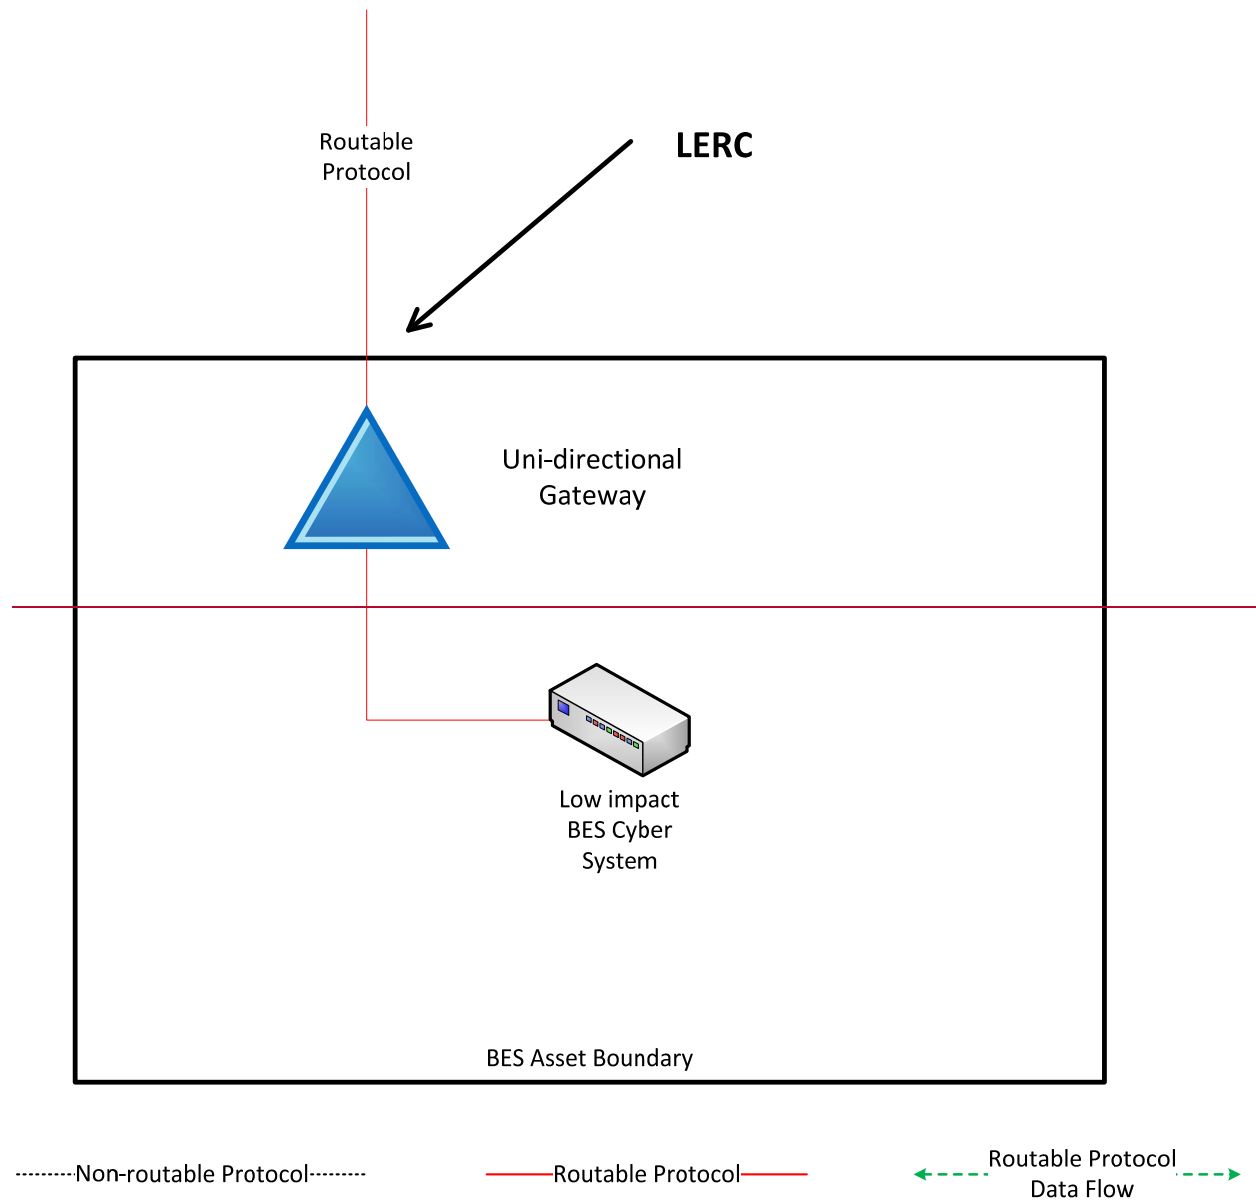 Routable
Protocol
LERC
Uni-directional
Gateway
Low impact
BES Cyber
System
BES Asset Boundary
Non-routable Protocol
Routable Protocol
Routable Protocol
Data Flow